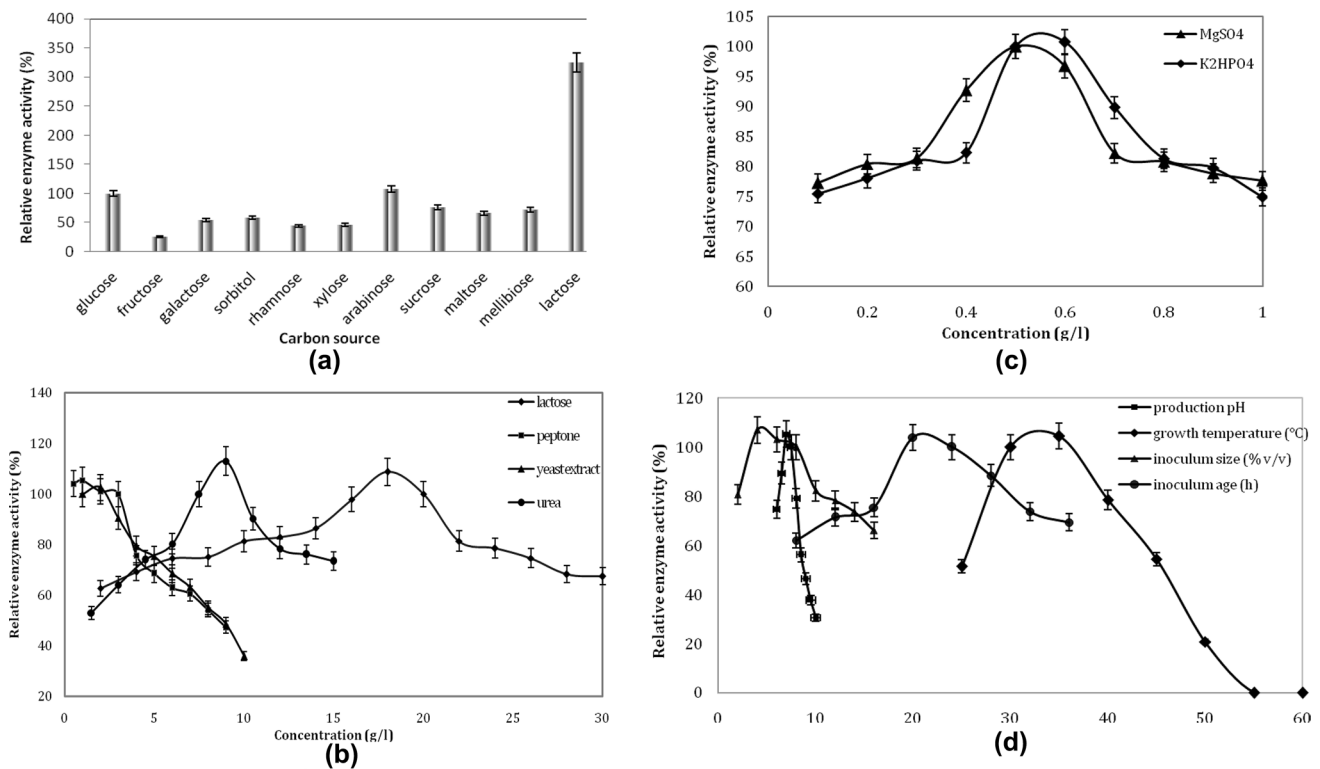 400
350
300
250
200
150
100
50
0
Relative enzyme activity (%)
glucose
fructose
galactose
sorbitol
rhamnose
xylose
arabinose
sucrose
maltose
mellibiose
lactose
Carbon source
(a)
105
100
95
90
85
80
75
70
65
60
Relative enzyme activity (%)
MgSO4
K2HPO4
0 0.2 0.4 0.6 0.8 1
Concentration (g/l)
(c)
140
120
100
80
60
40
20
Relative enzyme activity (%)
lactose
peptone
yeast extract
urea
0 5 10 15 20 25 30
Concentration (g/l)
(b)
120
100
80
60
40
20
0
Relative enzyme activity (%)
production pH
growth temperature (°C)
inoculum size (% v/v)
inoculum age (h)
0 10 20 30 40 50 60
(d)